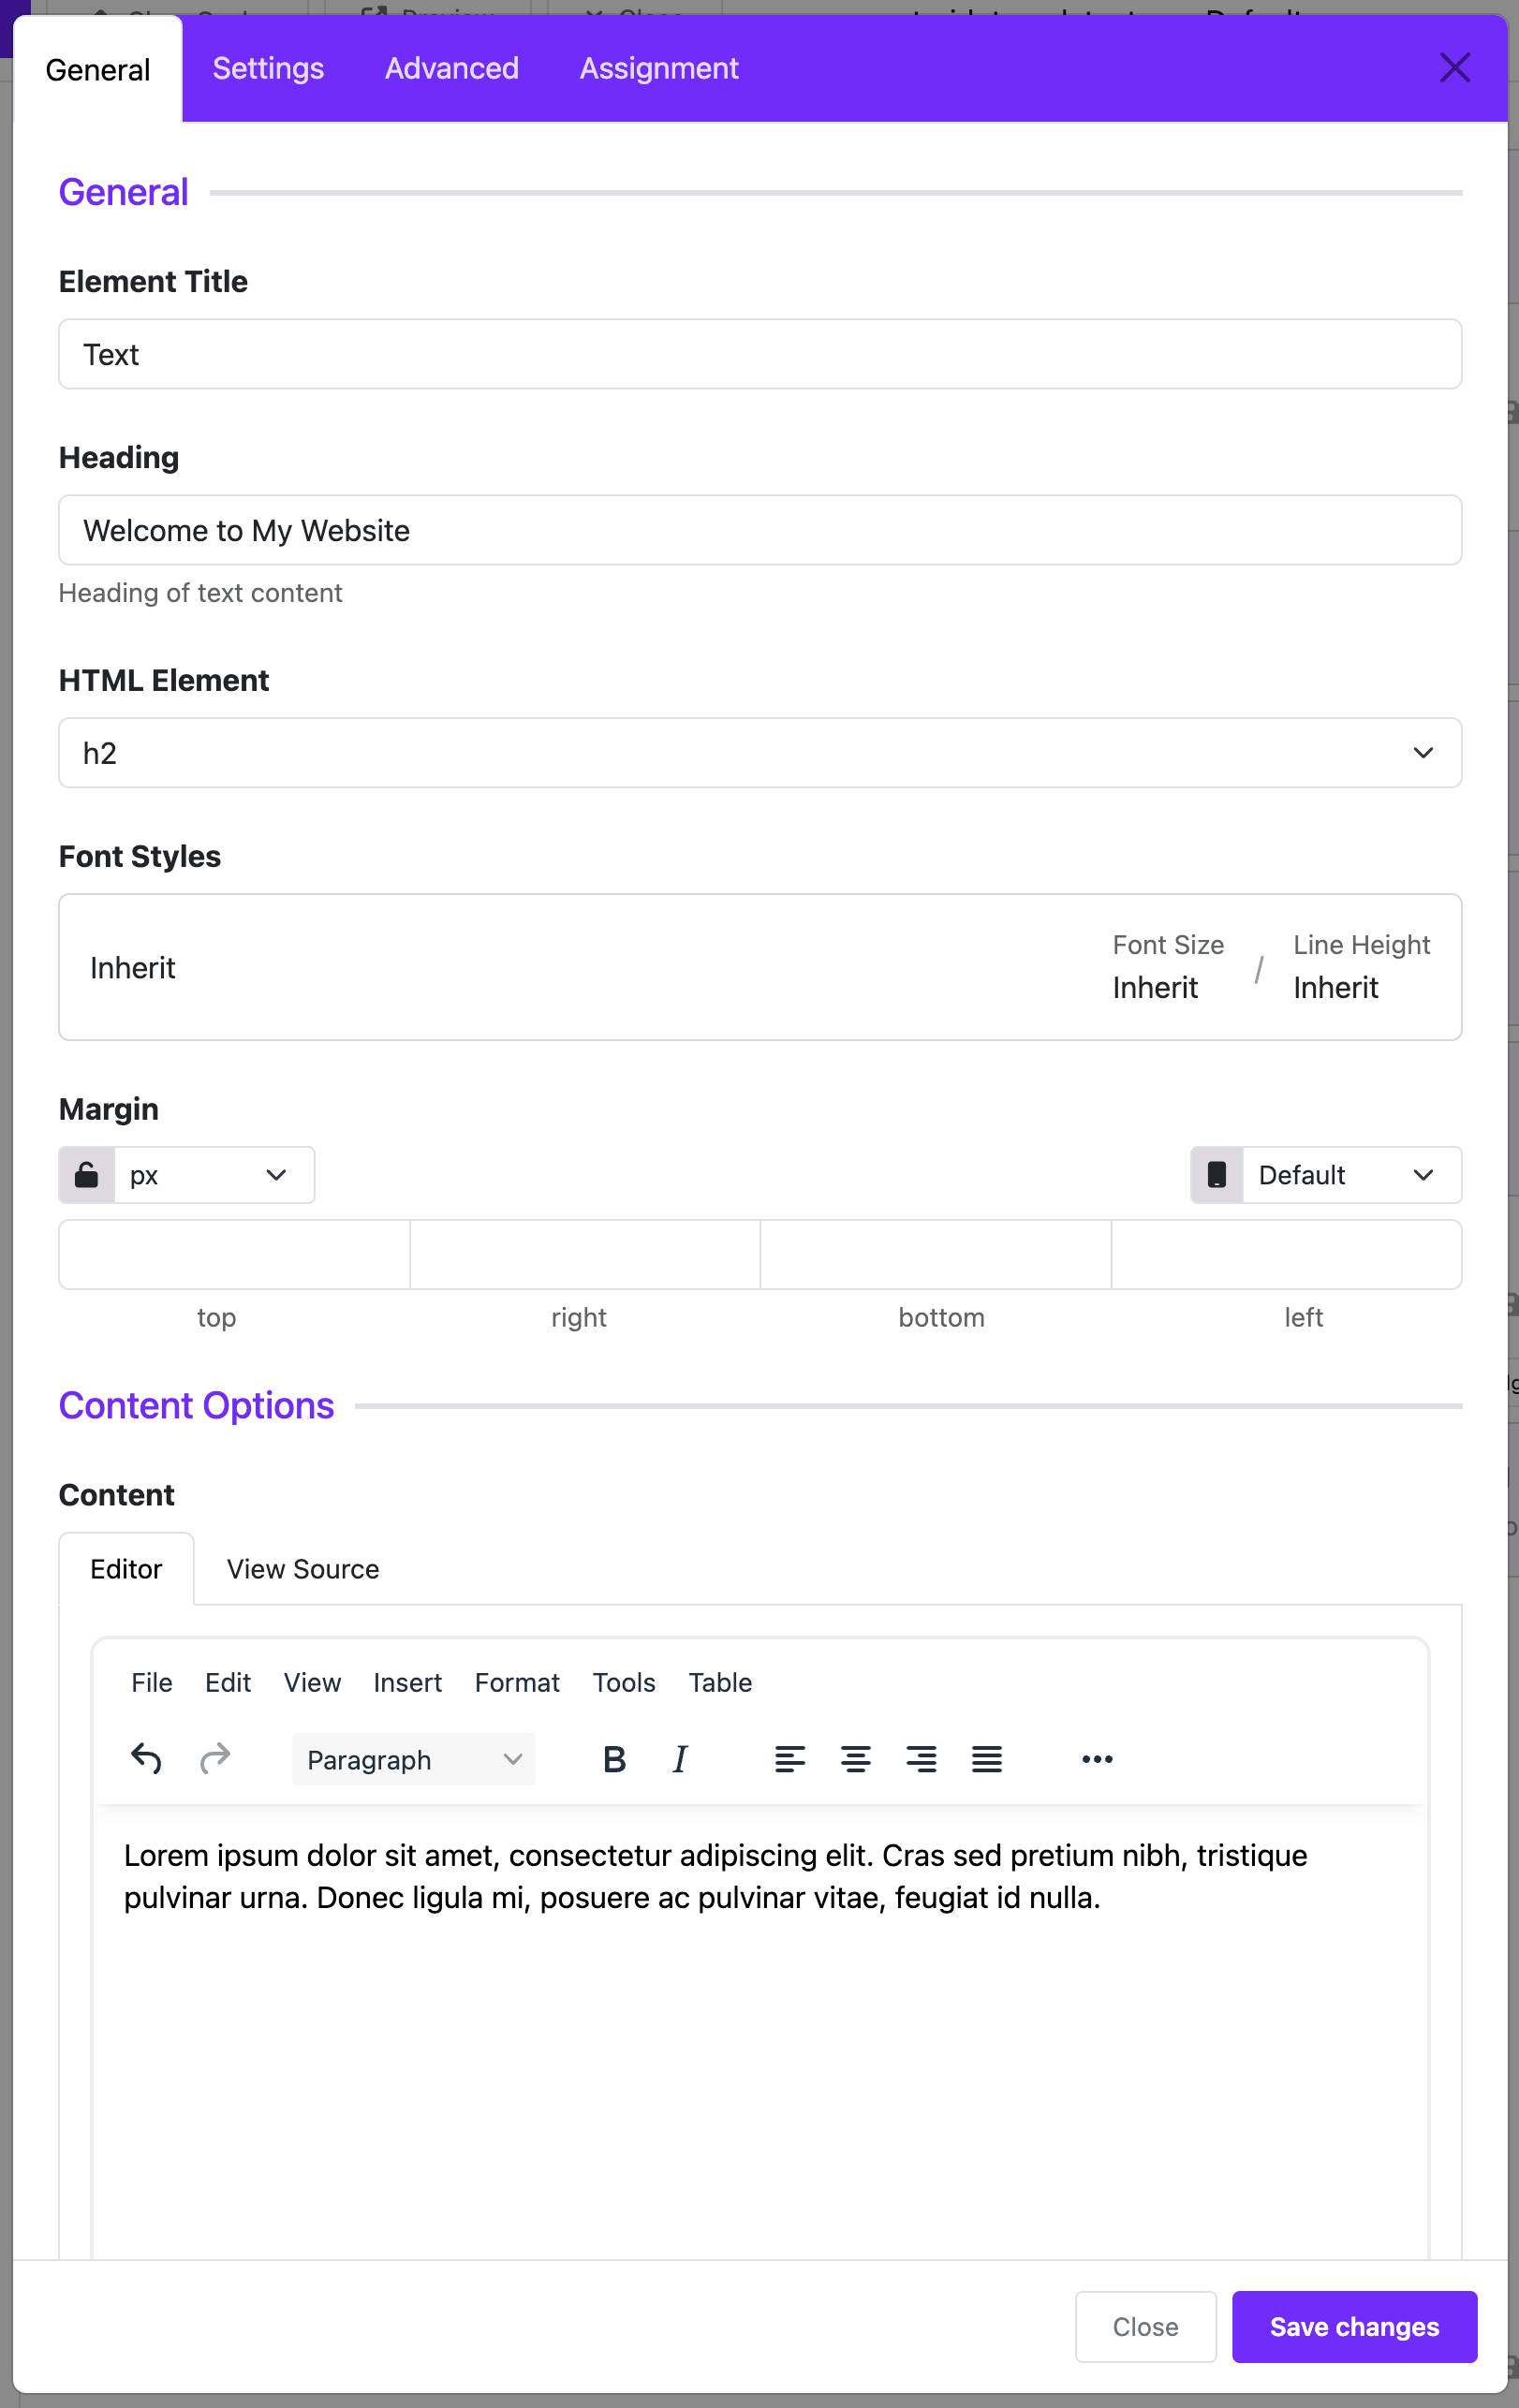 Preview
Close
Default
General Settings Advanced Assignment
General
Element Title
Text
Heading
Welcome to My Website
Heading of text content
HTML Element
h2
Font Styles
Inherit
Font Size
Inherit
/
Line Height
Inherit
Margin
px
Default
top right bottom left
Content Options
Content
Editor View Source
File Edit View Insert Format Tools Table
Paragraph B I
Lorem ipsum dolor sit amet, consectetur adipiscing elit. Cras sed pretium nibh, tristique
pulvinar urna. Donec ligula mi, posuere ac pulvinar vitae, feugiat id nulla.
Close Save changes